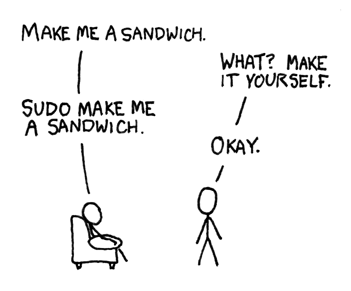 MAKE ME A SANDWICH.
WHAT? MAKE
IT YOURSELF.
SUDO MAKE ME
A SANDWICH.
OKAY.